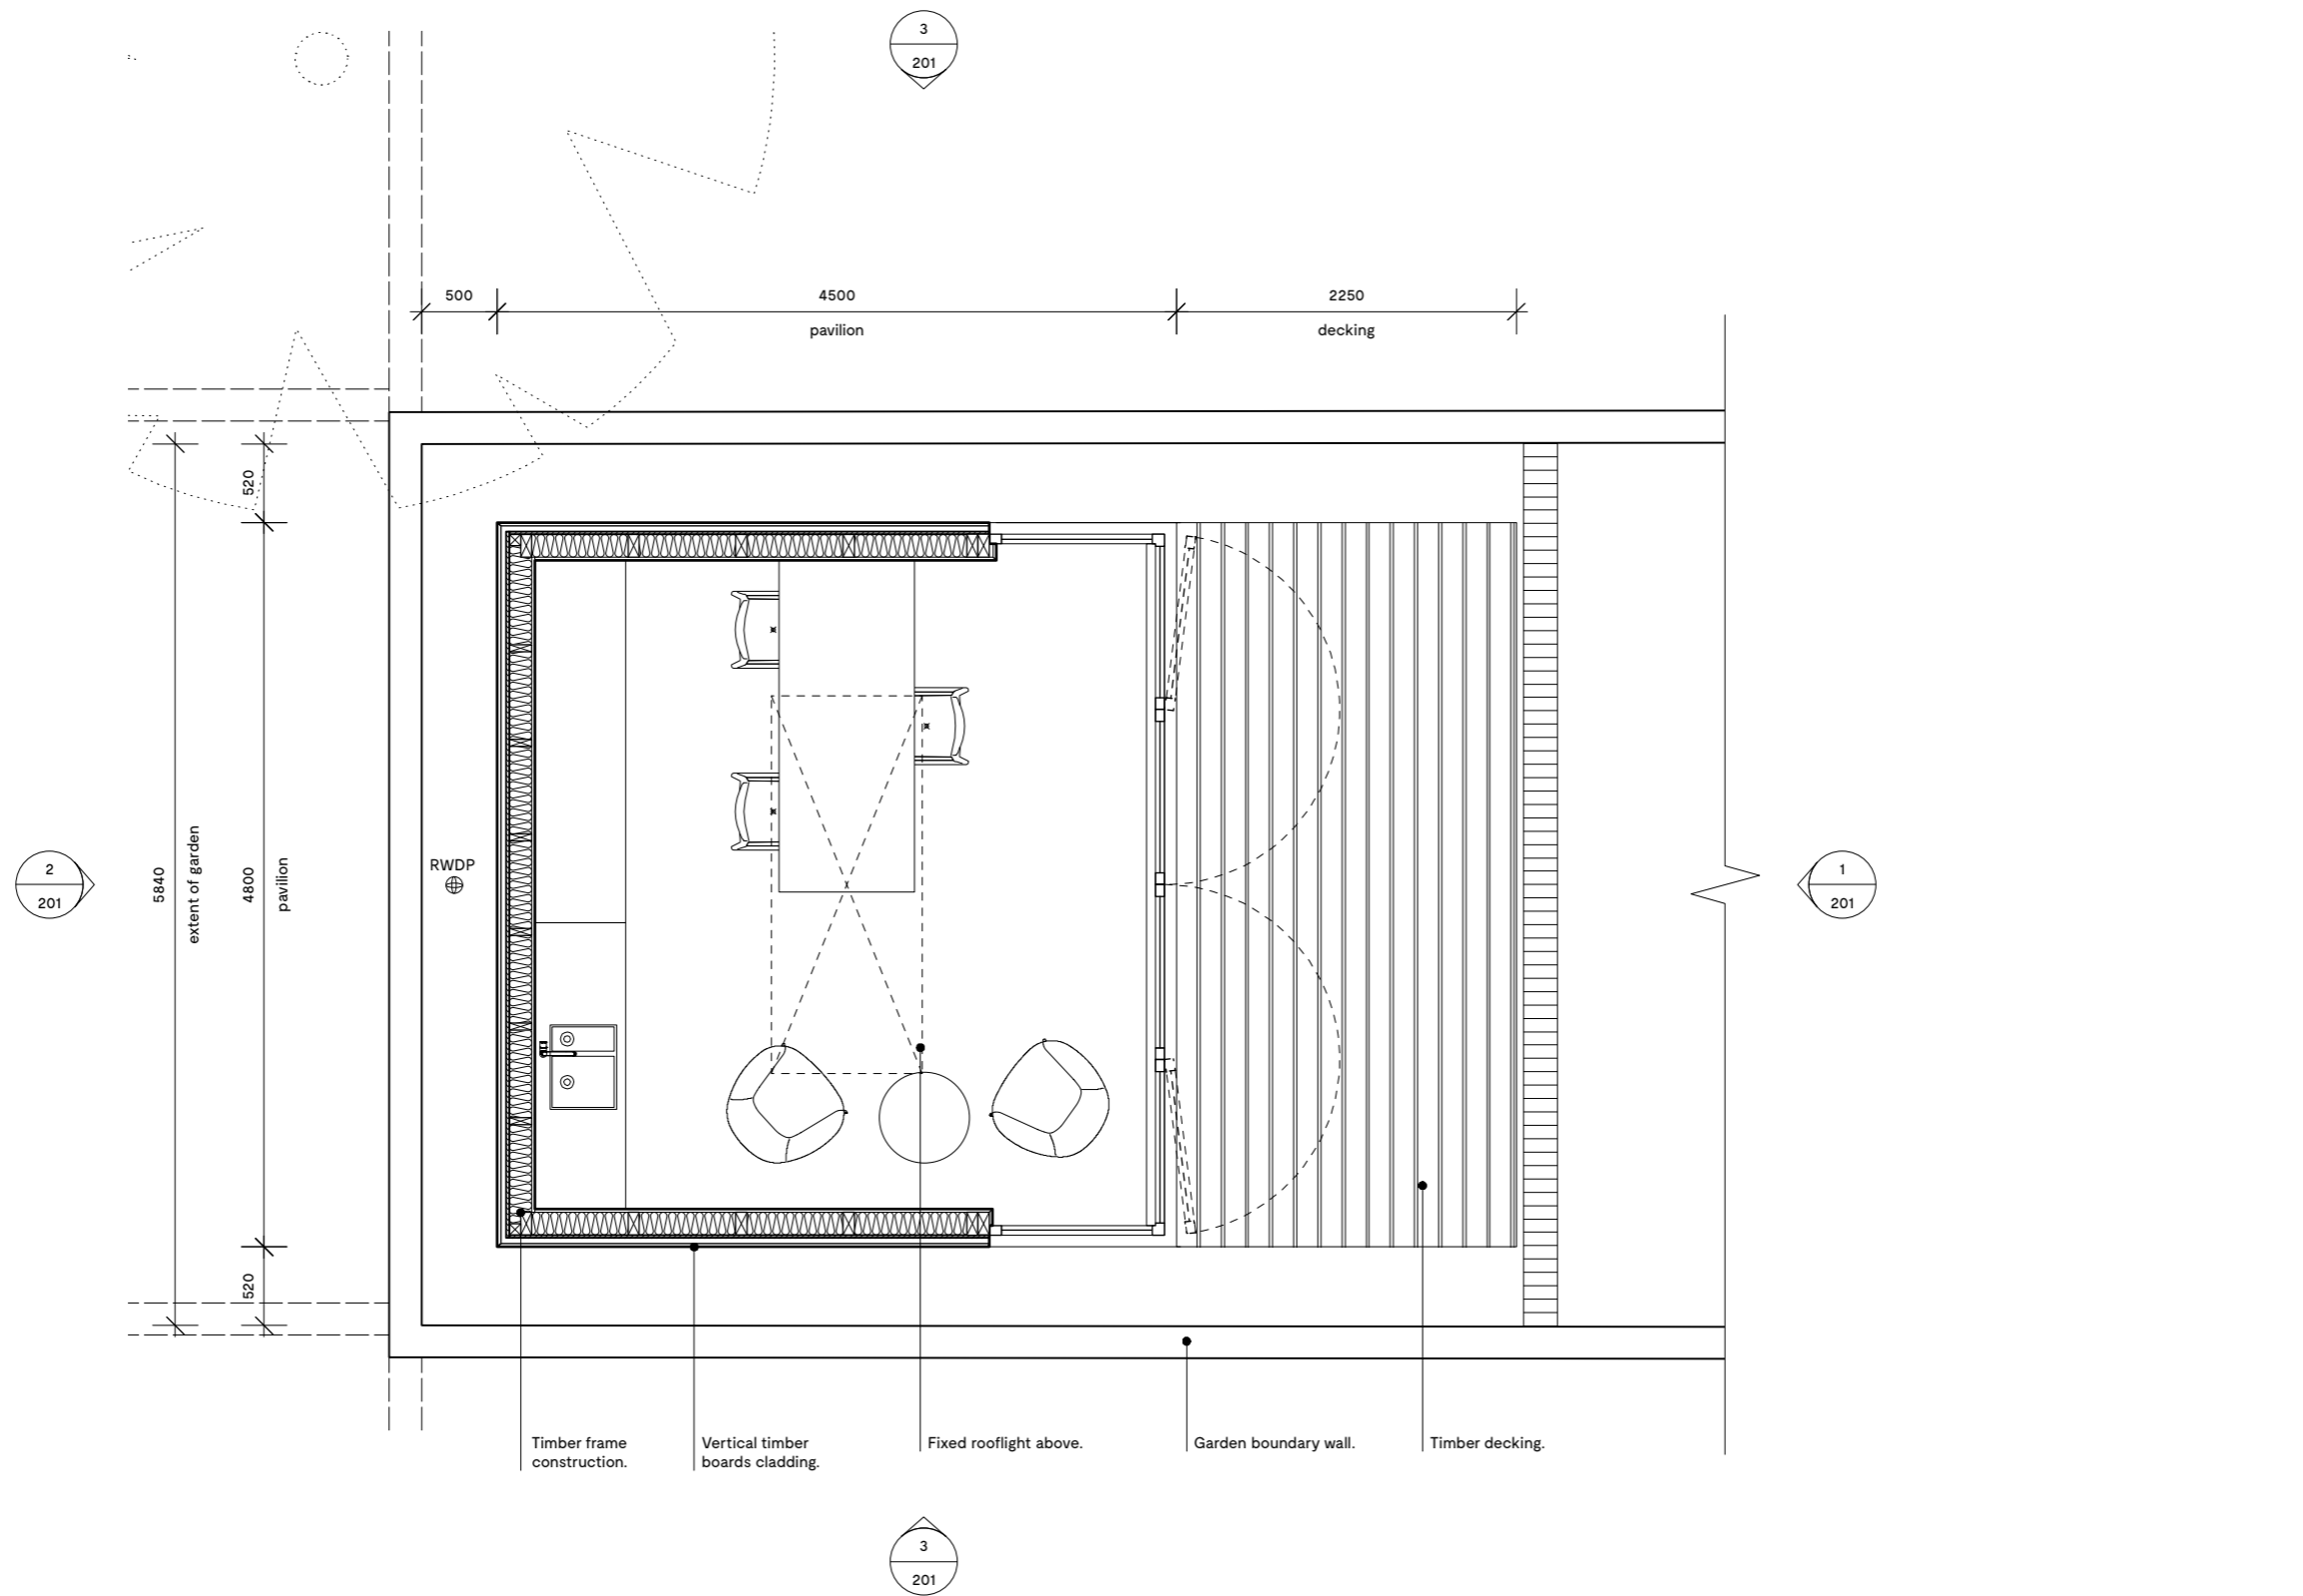 3
201
500
4500
2250
pavilion
decking
520
5840
extent of garden
4800
pavilion
520
RWDP
2
201
1
201
Timber frame
construction.
Vertical timber
boards cladding.
Fixed rooflight above.
Garden boundary wall.
Timber decking.
3
201